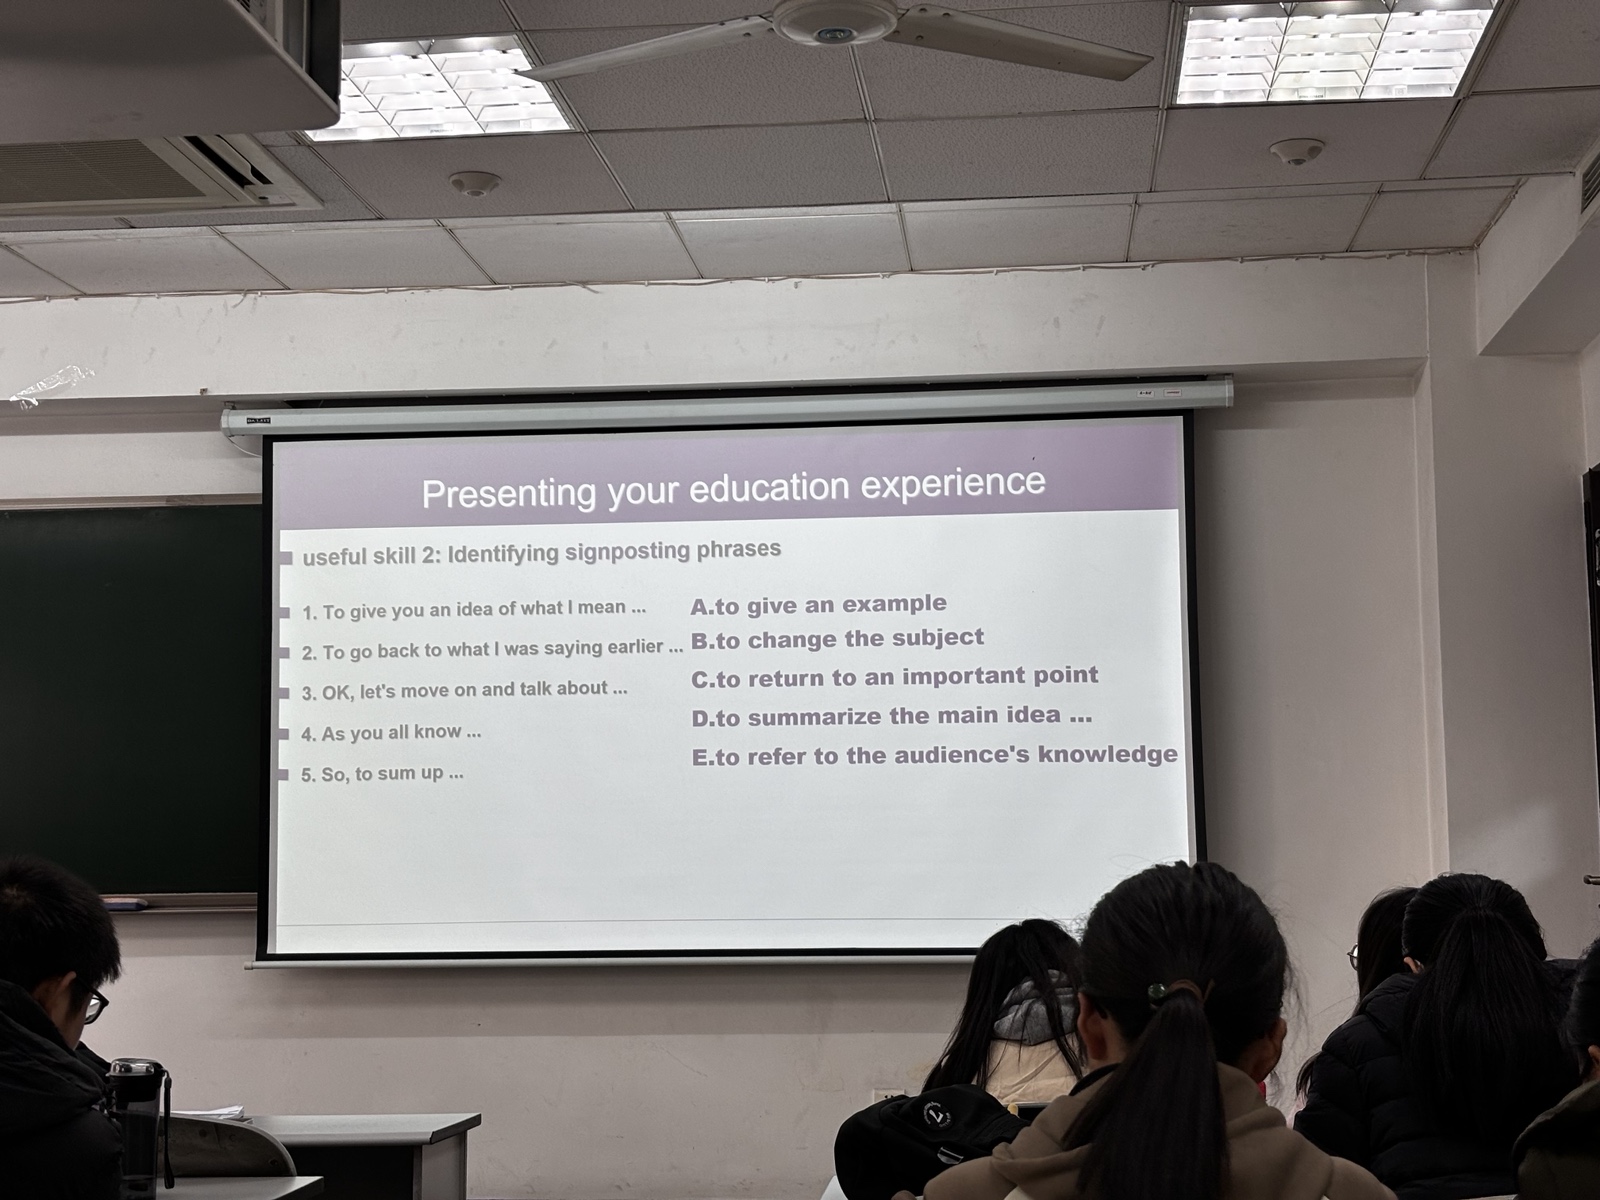 Presenting your education experience
useful skill 2: Identifying signposting phrases
1. To give you an idea of what I mean ...
2. To go back to what I was saying earlier ...
3. OK, let's move on and talk about ...
4. As you all know ...
5. So, to sum up ...
A.to give an example
B.to change the subject
C.to return to an important point
D.to summarize the main idea ...
E.to refer to the audience's knowledge